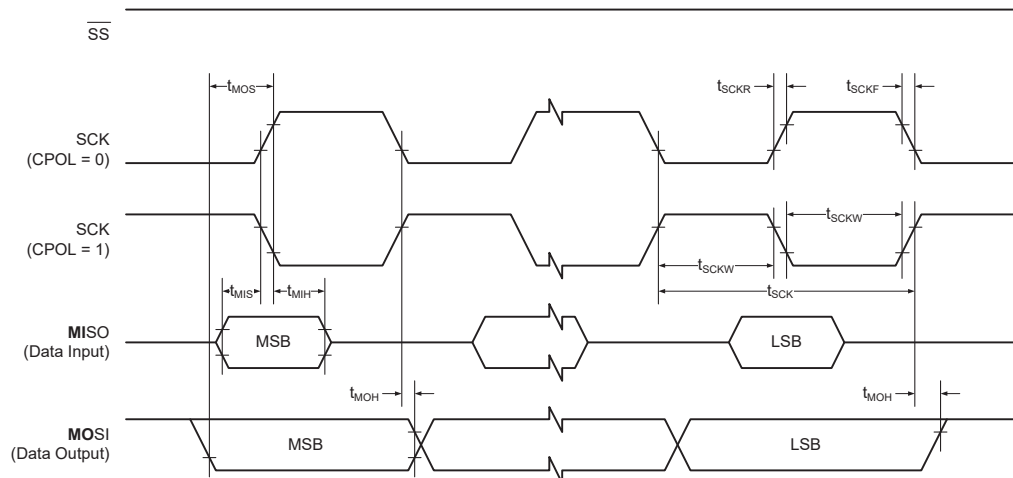 SS
tMOS
tSCKR
tSCKF
SCK
(CPOL = 0)
SCK
(CPOL = 1)
tSCKW
tSCKW
tSCK
tMIS
tMIH
MISO
(Data Input)
MSB
LSB
tMOH
tMOH
MOSI
(Data Output)
MSB
LSB